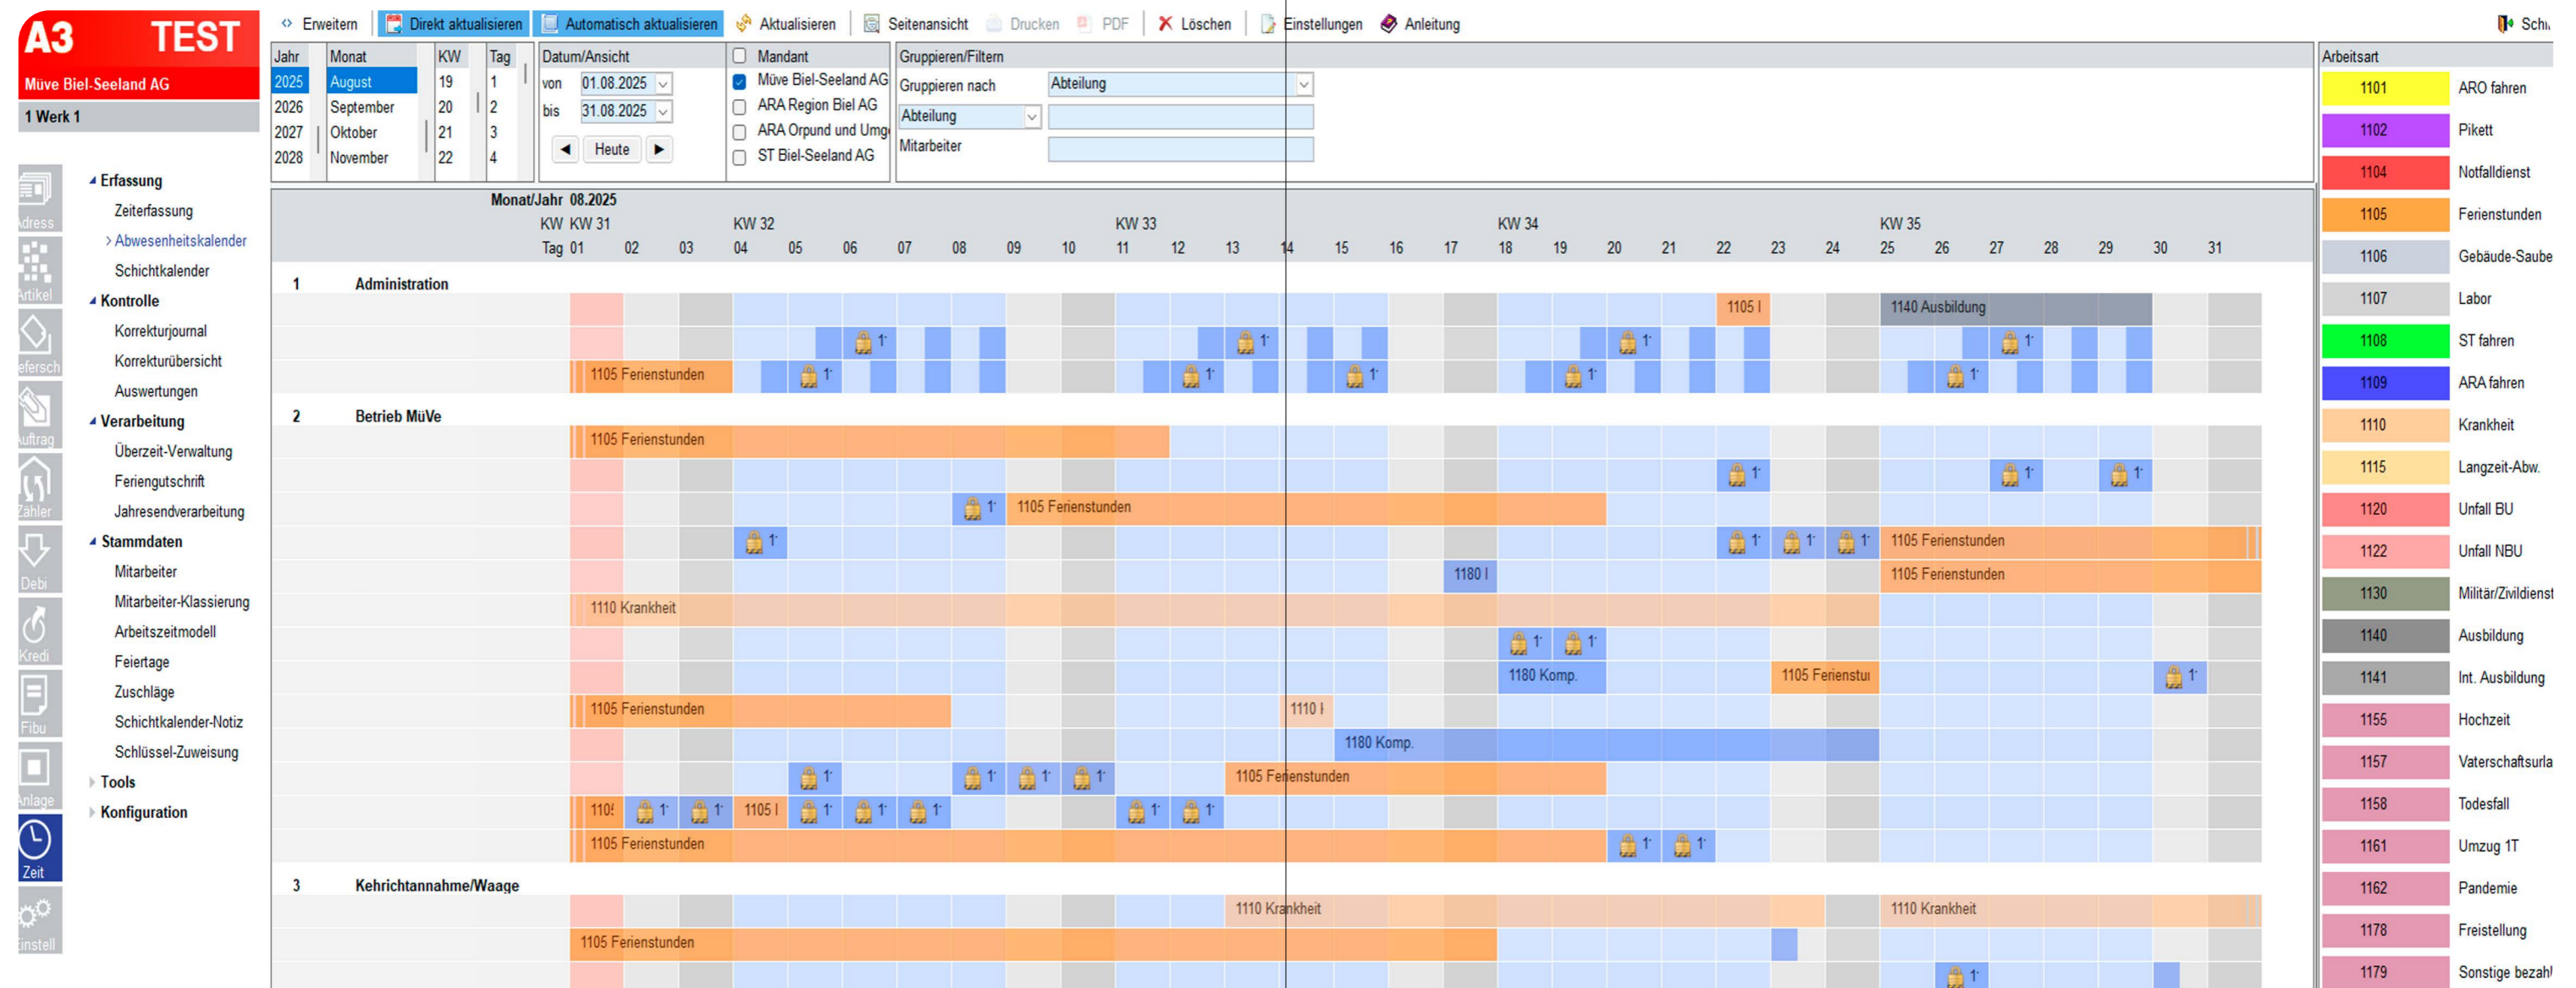 A3 TEST
Müve Biel-Seeland AG
1 Werk 1
Erweitern Direkt aktualisieren Automatisch aktualisieren Aktualisieren Seitenansicht Drucken PDF Löschen Einstellungen Anleitung
Jahr Monat KW Tag Datum/Ansicht Mandant Gruppieren/Filtern
2025 August 19 1 von 01.08.2025 Müve Biel-Seeland AG Gruppieren nach Abteilung
2026 September 20 2 bis 31.08.2025 ARA Region Biel AG Abteilung
2027 Oktober 21 3 ARA Orpund und
2028 November 22 4 Heute ST Biel-Seeland AG Mitarbeiter
Erfassung
Zeiterfassung
Abwesenheitskalender
Schichtkalender
Kontrolle
Korrekturjournal
Korrekturübersicht
Auswertungen
Verarbeitung
Überzeit-Verwaltung
Feriengutschrift
Jahresendverarbeitung
Stammdaten
Mitarbeiter
Mitarbeiter-Klassierung
Arbeitszeitmodell
Feiertage
Zuschläge
Schichtkalender-Notiz
Schlüssel-Zuweisung
Tools
Konfiguration
Debi
Kredi
Fibu
Zeit
Monat/Jahr 08.2025
KW KW 31 KW 32 KW 33 KW 34 KW 35
Tag 01 02 03 04 05 06 07 08 09 10 11 12 13 14 15 16 17 18 19 20 21 22 23 24 25 26 27 28 29 30 31
1 Administration
1105 1140 Ausbildung
1105 Ferienstunden
2 Betrieb MüVe
1105 Ferienstunden
1105 Ferienstunden
1105 Ferienstunden
1180 1105 Ferienstunden
1110 Krankheit
1180 Komp. 1105
1105 Ferienstunden 1110
1180 Komp.
1105 Ferienstunden
1105
1105 Ferienstunden
3 Kehrichtannahme/Waage
1110 Krankheit 1110 Krankheit
1105 Ferienstunden
Arbeitsart
1101 ARO fahren
1102 Pikett
1104 Notfalldienst
1105 Ferienstunden
1106
1107 Labor
1108 ST fahren
1109 ARA fahren
1110 Krankheit
1115 Langzeit-Abw.
1120 Unfall BU
1122 Unfall NBU
1130 Militär/Zivildienst
1140 Ausbildung
1141 Int. Ausbildung
1155 Hochzeit
1157
1158 Todesfall
1161 Umzug 1T
1162 Pandemie
1178 Freistellung
1179 Sonstige